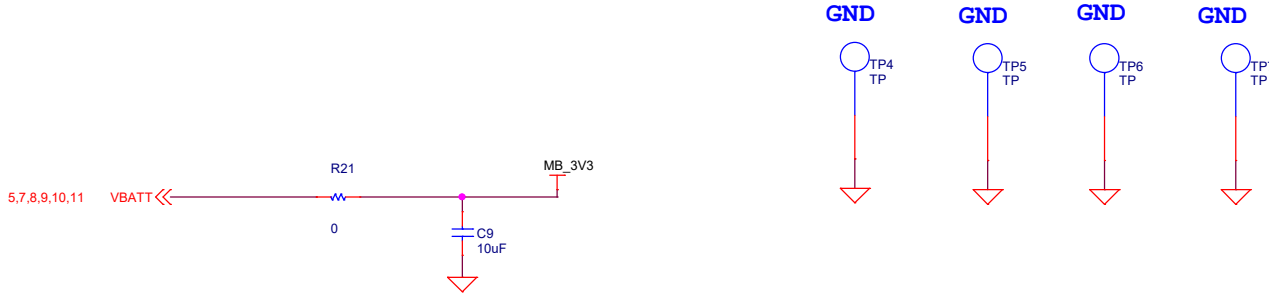 GND
GND
GND
GND
TP4
TP
TP5
TP
TP6
TP
TP
R21
MB_3V3
5,7,8,9,10,11 VBATT
0
C9
10uF